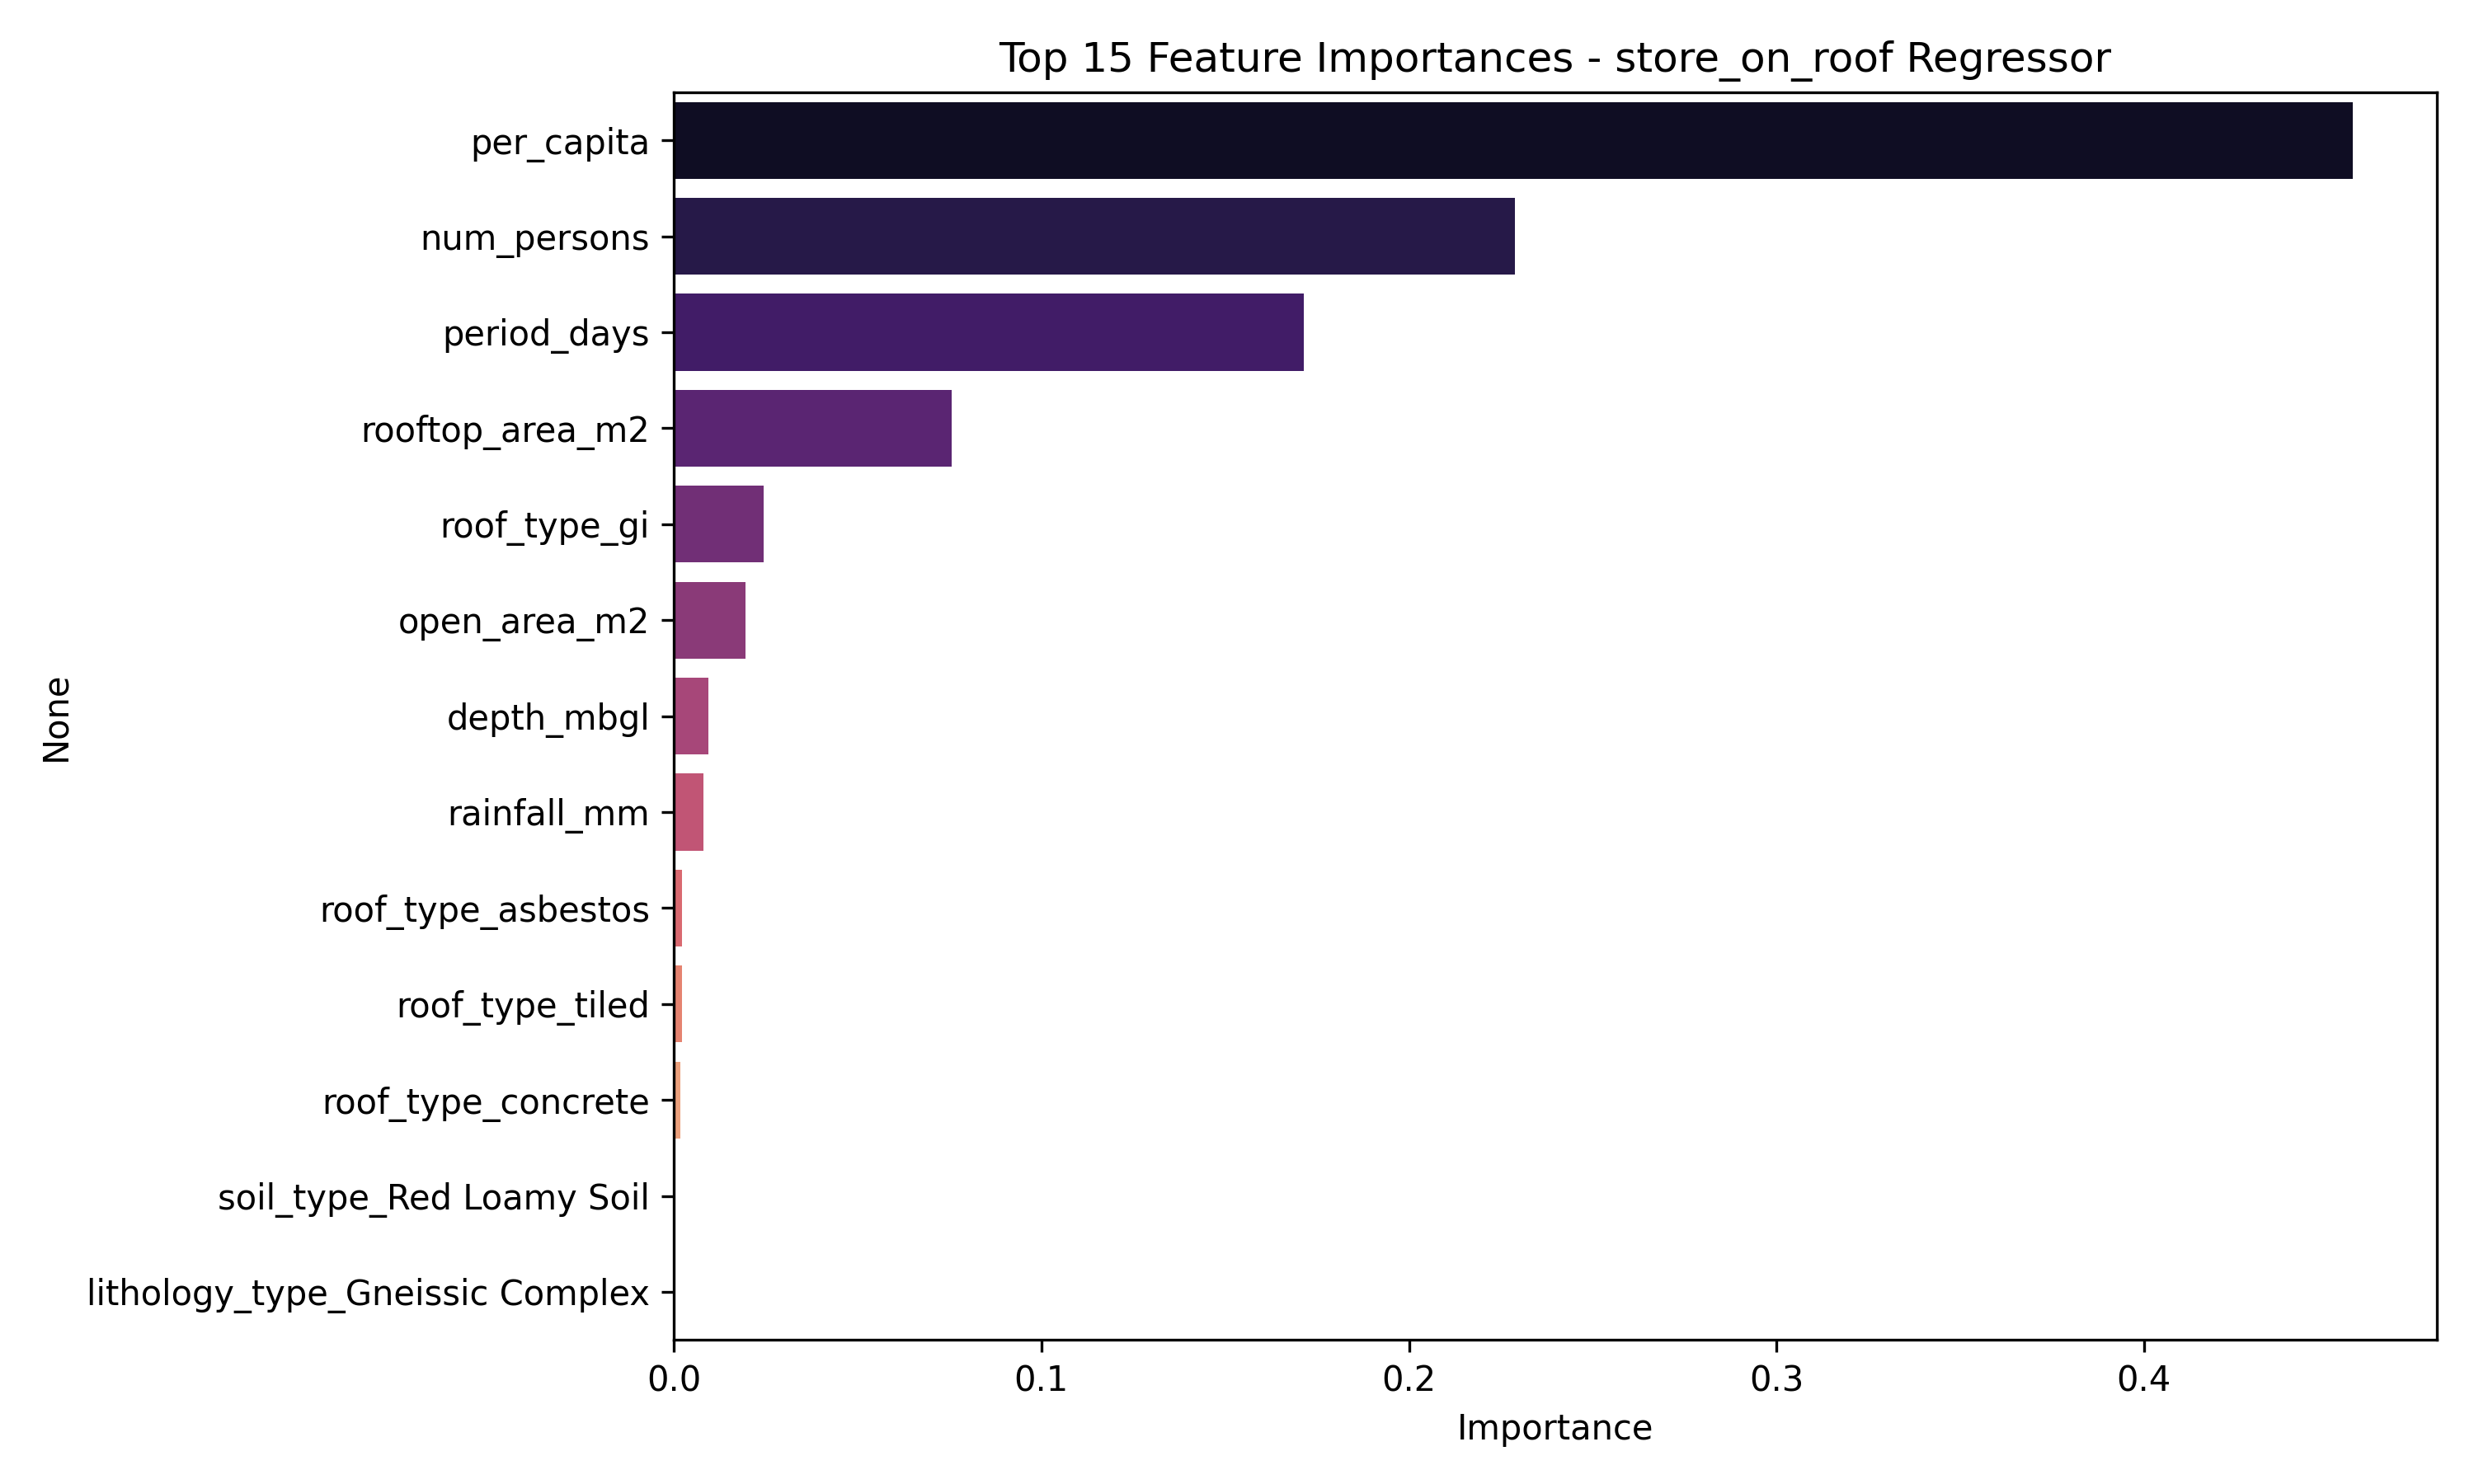 Top 15 Feature Importances - store_on_roof Regressor
per_capita
num_persons
period_days
rooftop_area_m2
roof_type_gi
open_area_m2
depth_mbgl
rainfall_mm
roof_type_asbestos
roof_type_tiled
roof_type_concrete
soil_type_Red Loamy Soil
lithology_type_Gneissic Complex
None
0.0 0.1 0.2 0.3 0.4
Importance